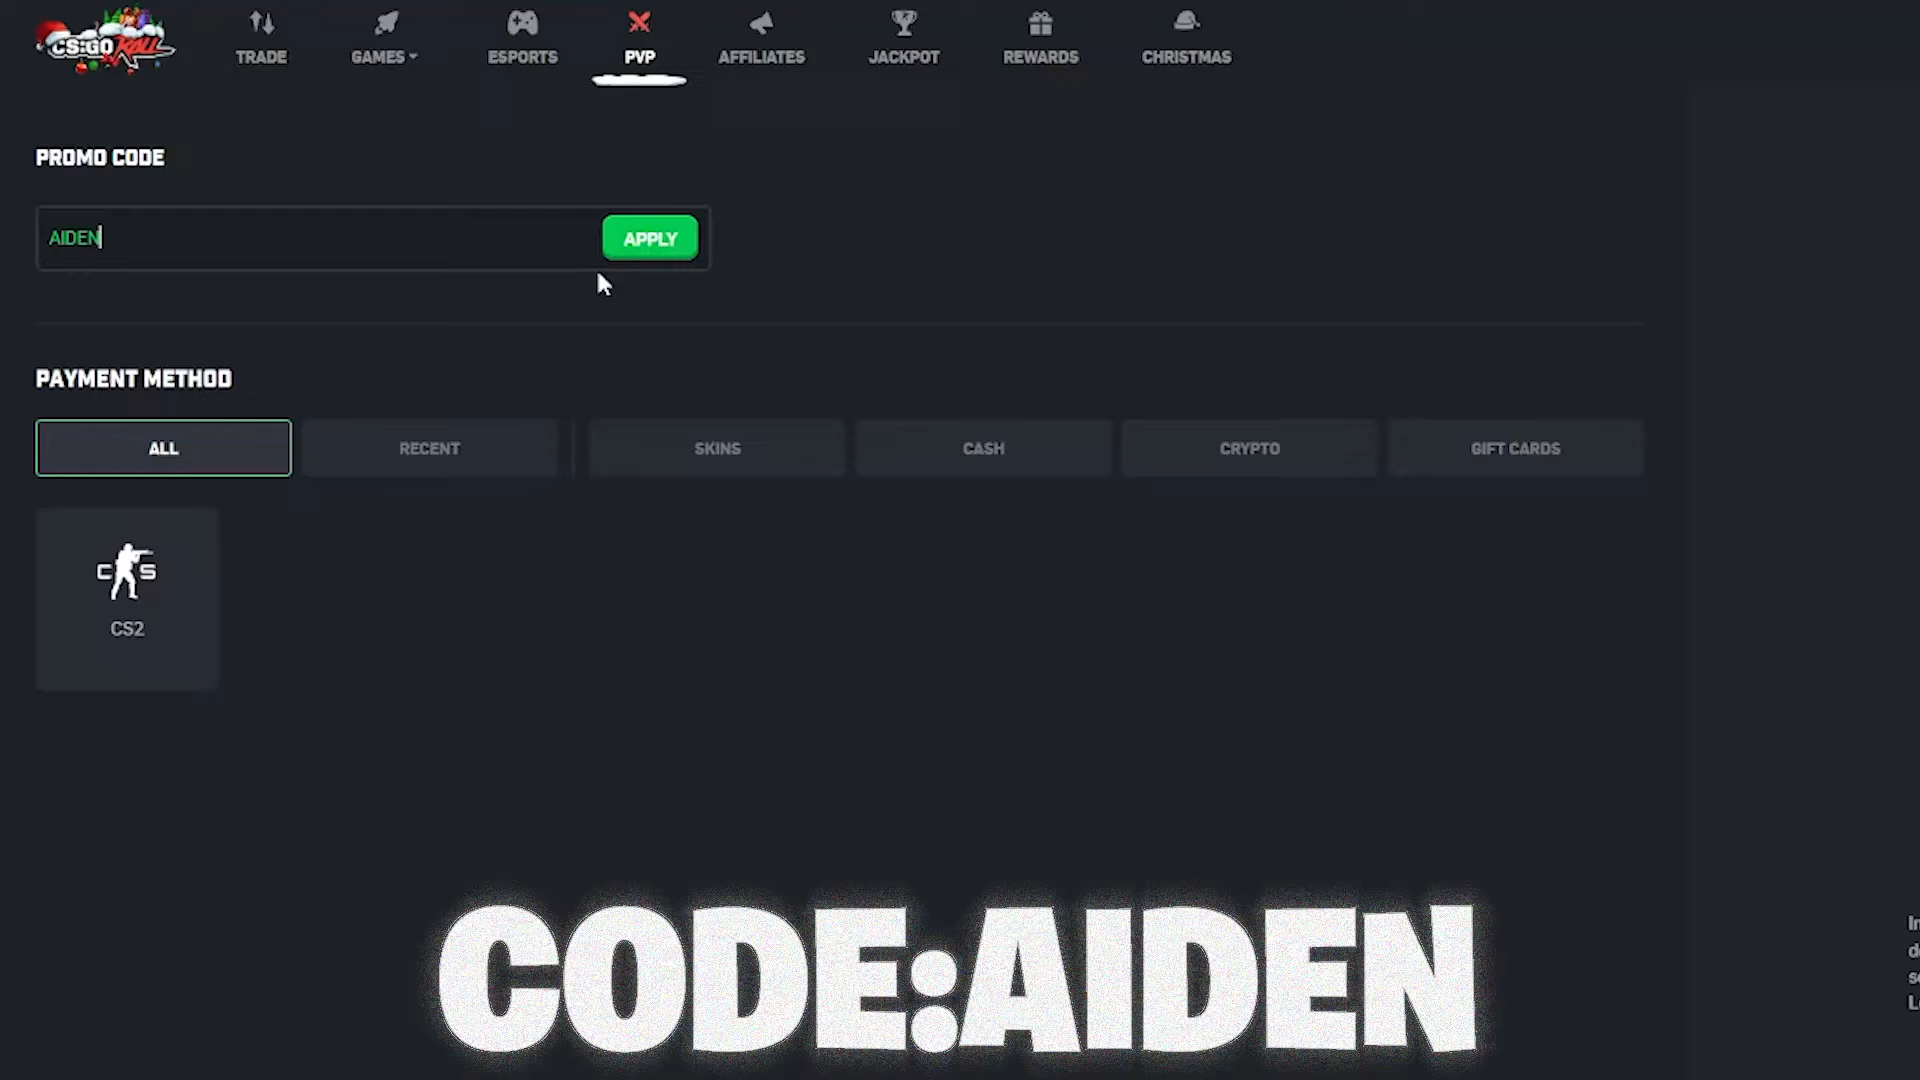 CS:GO ROLL
TRADE
GAMES
ESPORTS
PVP
AFFILIATES
JACKPOT
REWARDS
CHRISTMAS
PROMO CODE
AIDEN
APPLY
PAYMENT METHOD
ALL
RECENT
SKINS
CASH
CRYPTO
GIFT CARDS
CS
CS2
CODE:AIDEN